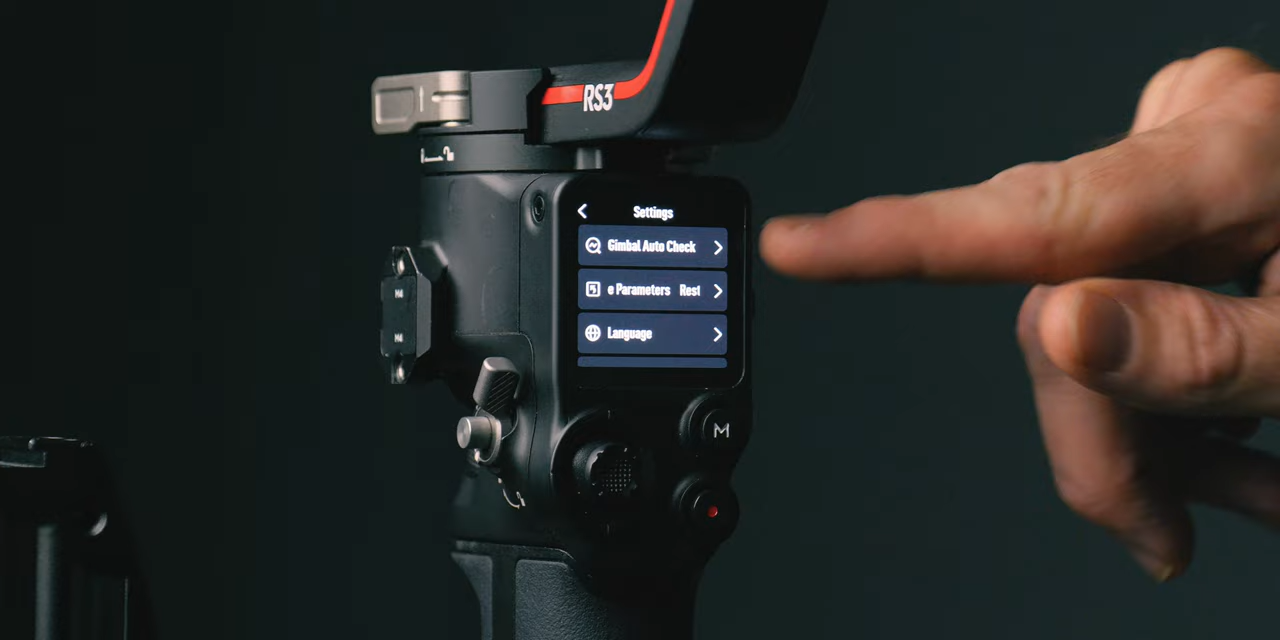 RS3
Settings
Gimbal Auto Check
e Parameters Rest
Language
M